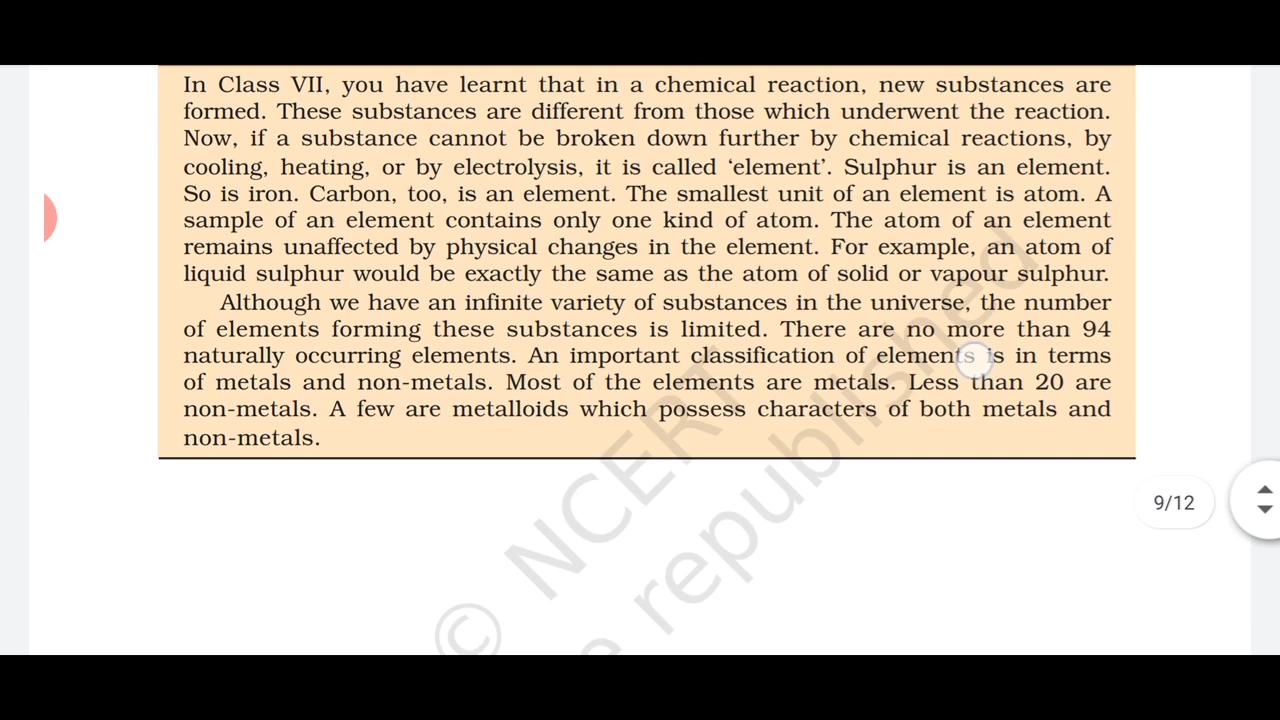 In Class VII, you have learnt that in a chemical reaction, new substances are
formed. These substances are different from those which underwent the reaction.
Now, if a substance cannot be broken down further by chemical reactions, by
cooling, heating, or by electrolysis, it is called ‘element’. Sulphur is an element.
So is iron. Carbon, too, is an element. The smallest unit of an element is atom. A
sample of an element contains only one kind of atom. The atom of an element
remains unaffected by physical changes in the element. For example, an atom of
liquid sulphur would be exactly the same as the atom of solid or vapour sulphur.
Although we have an infinite variety of substances in the universe, the number
of elements forming these substances is limited. There are no more than 94
naturally occurring elements. An important classification of elements is in terms
of metals and non-metals. Most of the elements are metals. Less than 20 are
non-metals. A few are metalloids which possess characters of both metals and
non-metals.
9/12
© NCERT
republished